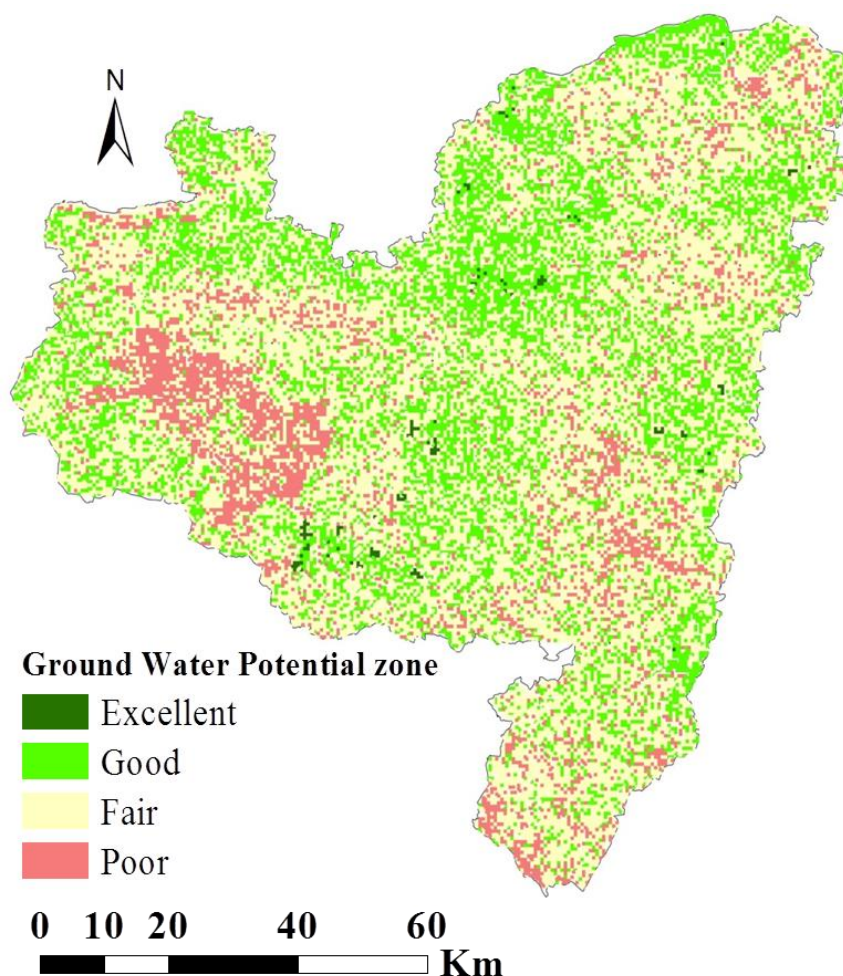 N
Ground Water Potential zone
Excellent
Good
Fair
Poor
0 10 20 40 60
Km